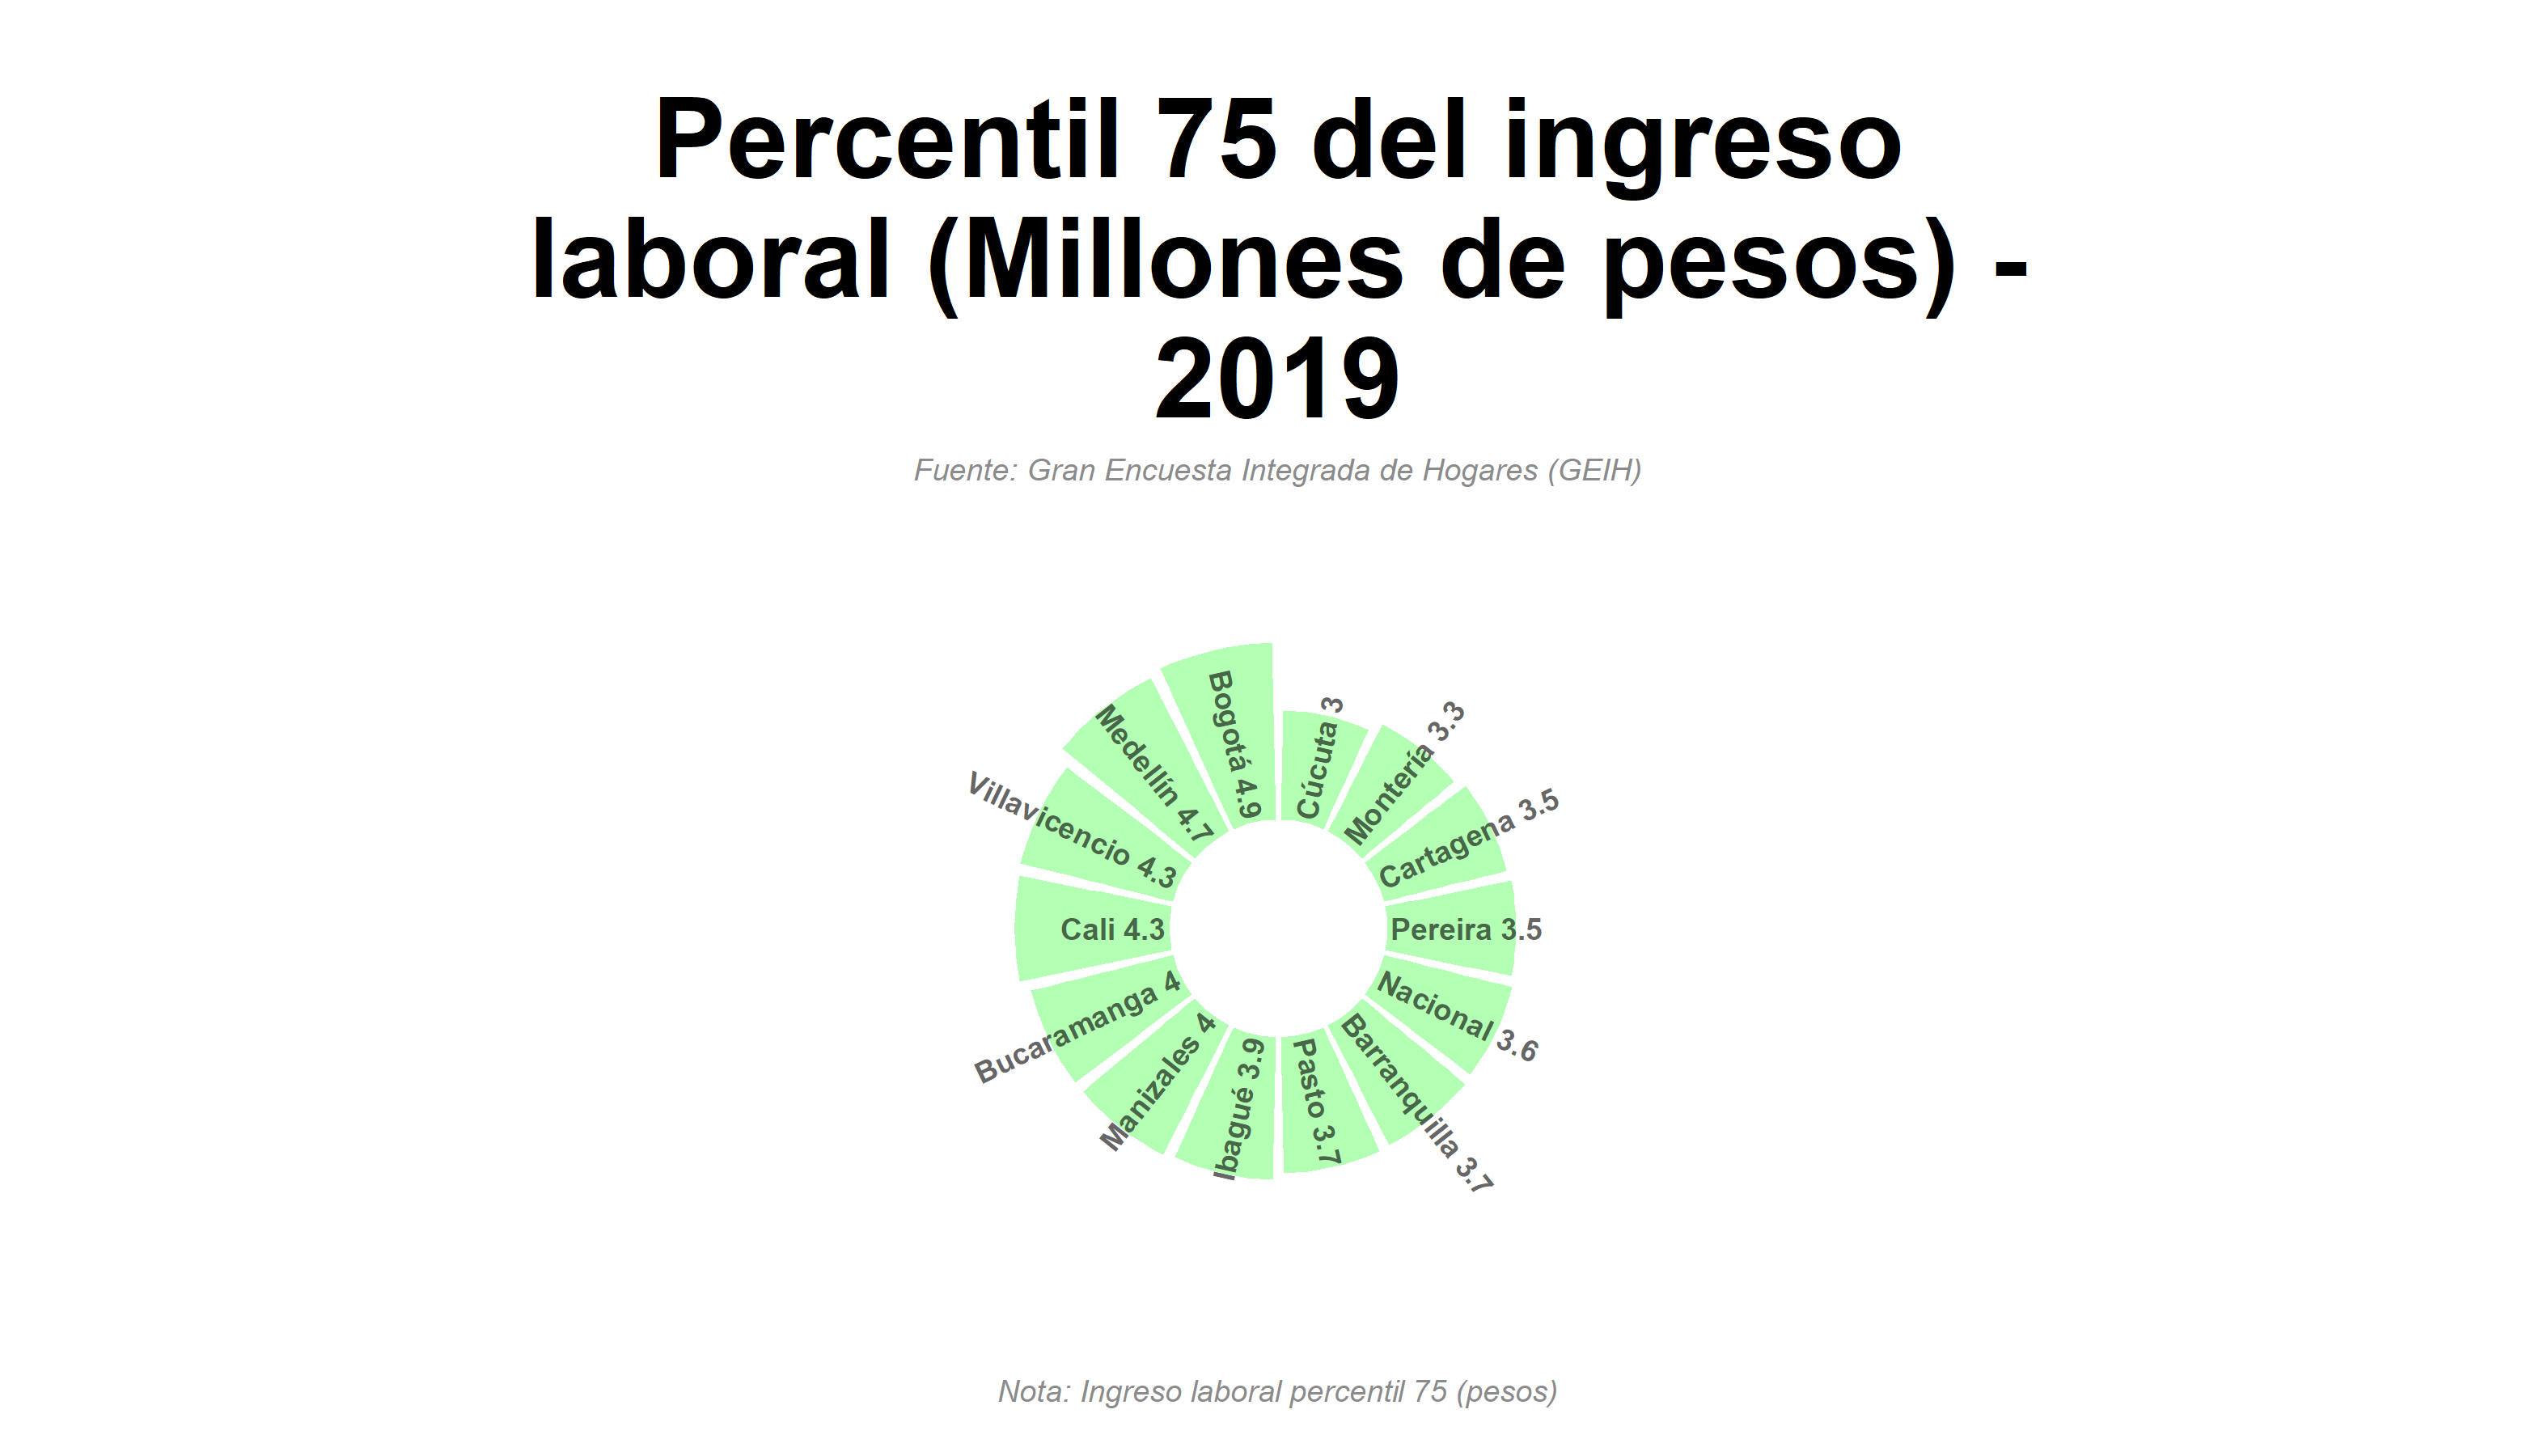 Percentil 75 del ingreso
laboral (Millones de pesos) -
2019
Fuente: Gran Encuesta Integrada de Hogares (GEIH)
Cúcuta 3
Montería 3.3
Cartagena 3.5
Pereira 3.5
Nacional 3.6
Barranquilla 3.7
Pasto 3.7
Ibagué 3.9
Manizales 4
Bucaramanga 4
Cali 4.3
Villavicencio 4.3
Medellín 4.7
Bogotá 4.9
Nota: Ingreso laboral percentil 75 (pesos)